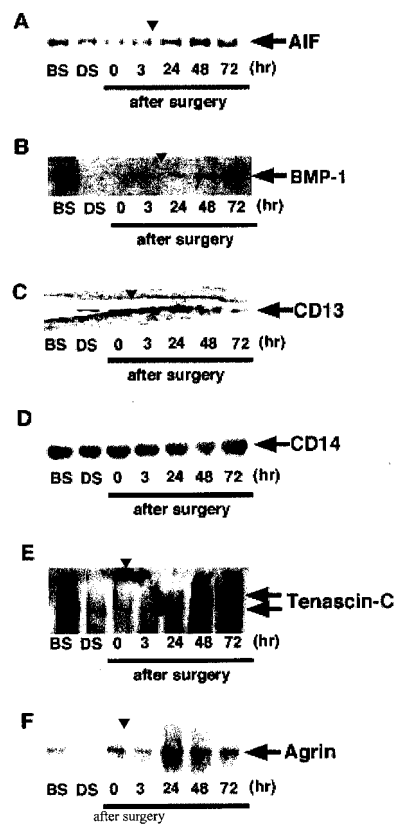 A
AIF
BS DS 0 3 24 48 72 (hr)
after surgery
B
BMP-1
BS DS 0 3 24 48 72 (hr)
after surgery
C
CD13
BS DS 0 3 24 48 72 (hr)
after surgery
D
CD14
BS DS 0 3 24 48 72 (hr)
after surgery
E
Tenascin-C
BS DS 0 3 24 48 72 (hr)
after surgery
F
Agrin
BS DS 0 3 24 48 72 (hr)
after surgery